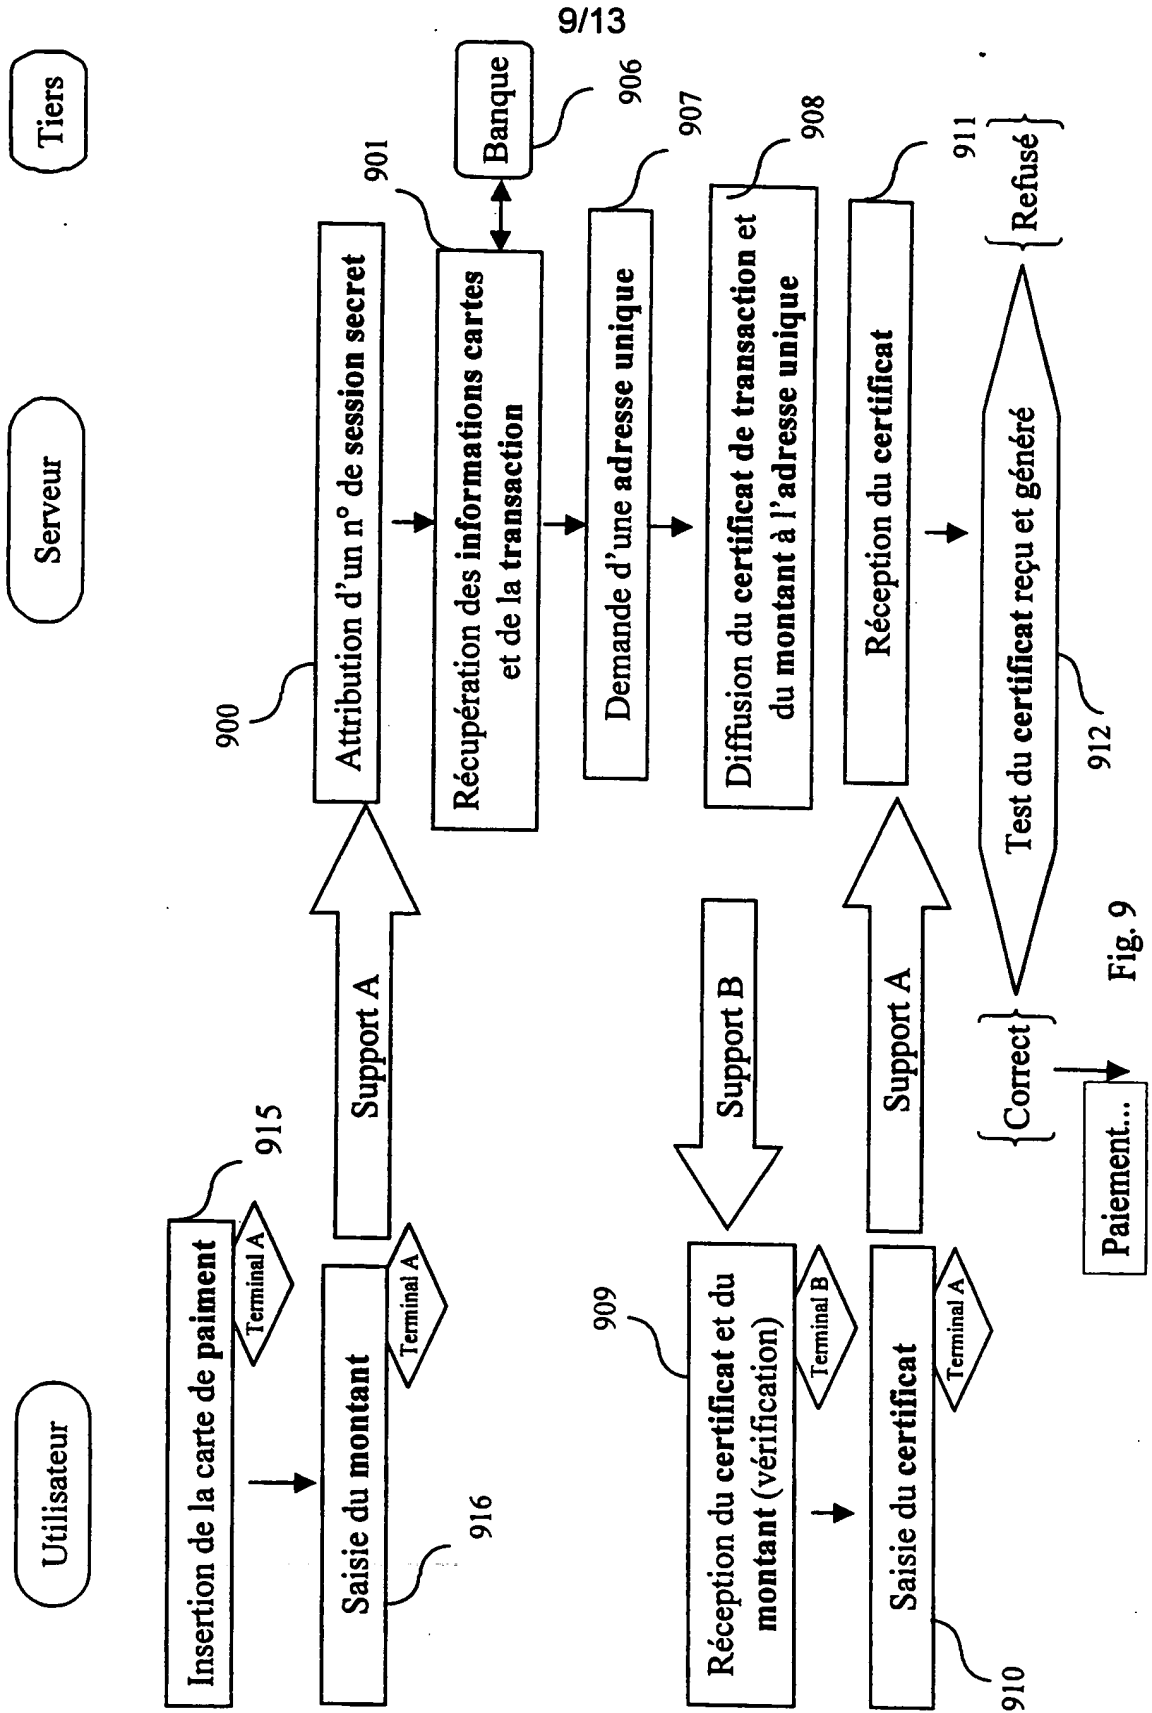 9/13
Utilisateur
Serveur
Tiers
Insertion de la carte de paiment
915
Terminal A
900
Attribution d'un n° de session secret
Saisie du montant
916
Terminal A
Support A
901
Récupération des informations cartes
et de la transaction
Banque
906
Demande d'une adresse unique
907
Diffusion du certificat de transaction et
du montant à l'adresse unique
908
Support B
909
Réception du certificat et du
montant (vérification)
Terminal B
Saisie du certificat
910
Terminal A
Support A
Réception du certificat
911
Test du certificat reçu et généré
912
Correct
Refusé
Paiement...
Fig. 9